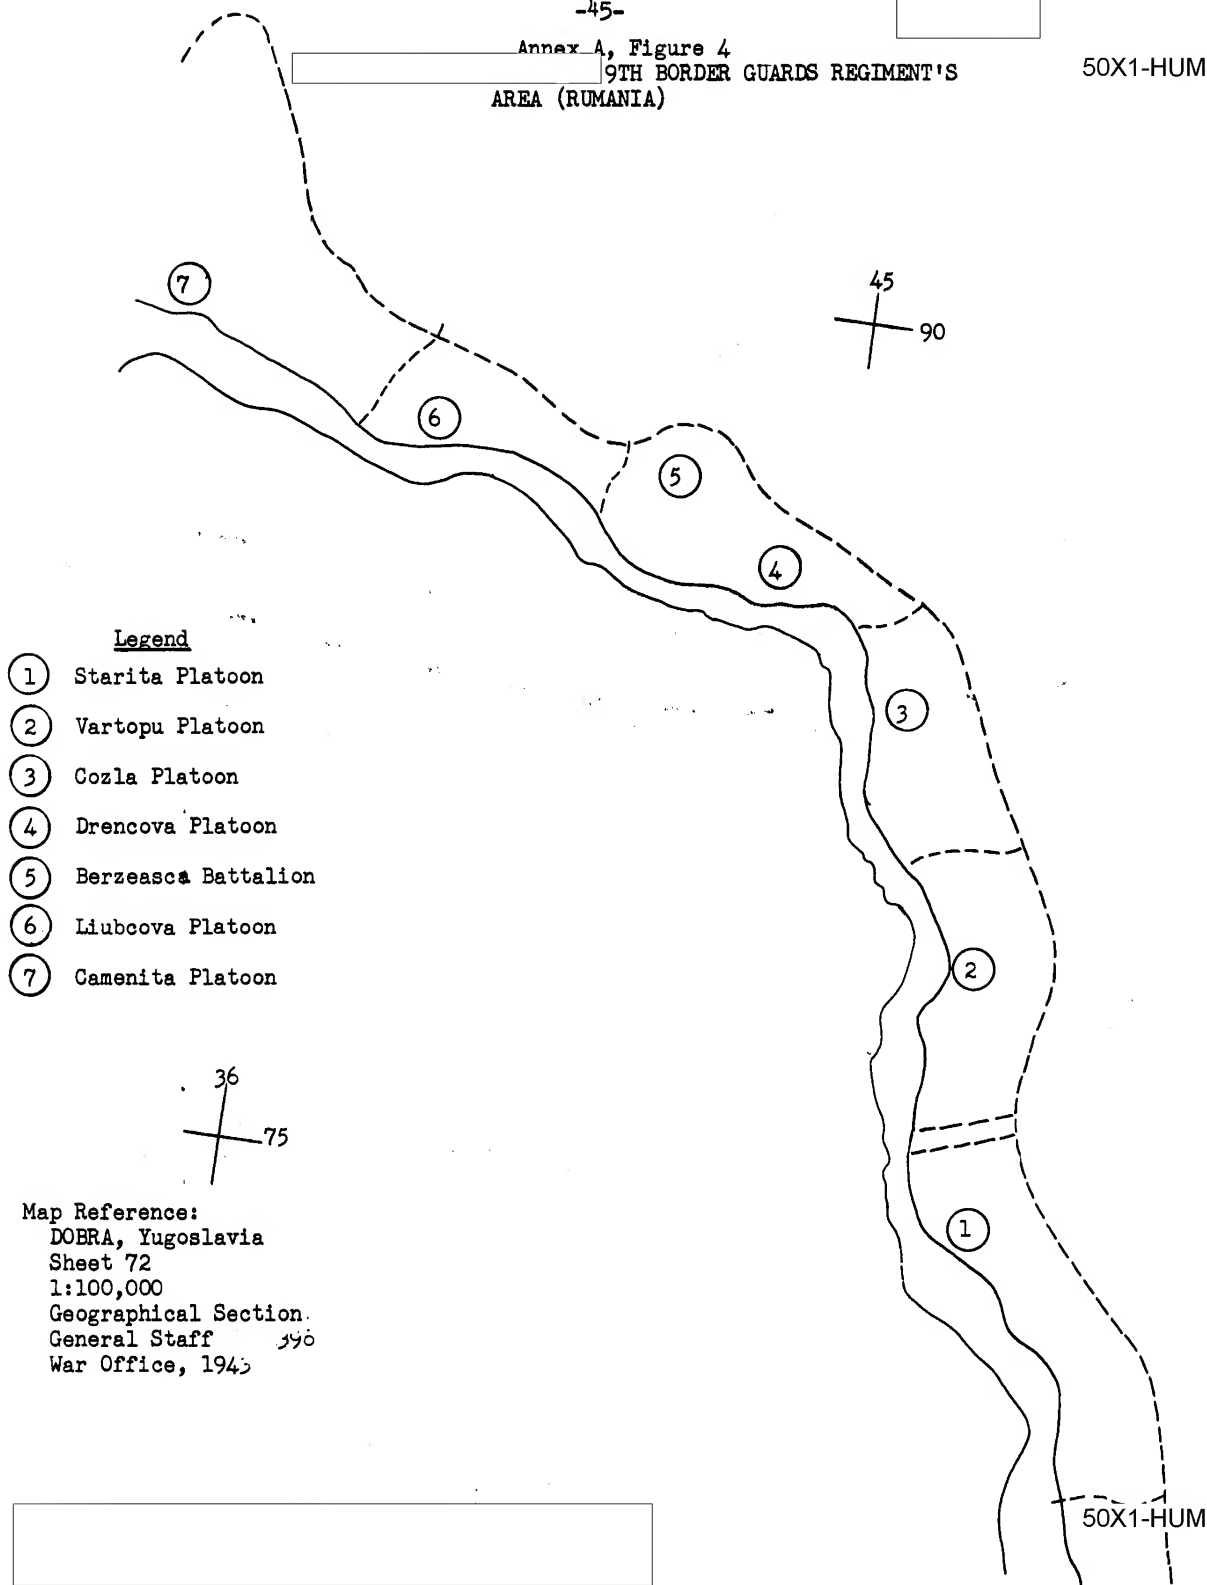 -45-
Annex A, Figure 4
9TH BORDER GUARDS REGIMENT'S
AREA (RUMANIA)
50X1-HUM
7
45
90
6
5
4
3
2
1
Legend
1 Starita Platoon
2 Vartopu Platoon
3 Cozla Platoon
4 Drencova Platoon
5 Berzeasca Battalion
6 Liubcova Platoon
7 Camenita Platoon
36
75
Map Reference:
DOBRA, Yugoslavia
Sheet 72
1:100,000
Geographical Section
General Staff
War Office,
50X1-HUM